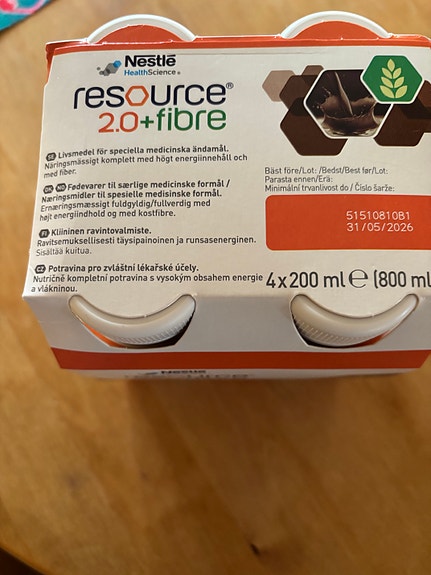 Nestlé
HealthScience®
resource®
2.0+fibre
SE Livsmedel för speciella medicinska ändamål.
Näringsmässigt komplett med högt energiinnehåll och
med fiber.
DK NO Fødevarer til særlige medicinske formål /
Næringsmidler til spesielle medisinske formål.
Ernæringsmæssigt fuldgyldig/fullverdig med
højt energiindhold og med kostfibre.
FI Kliininen ravintovalmiste.
Ravitsemuksellisesti täysipainoinen ja runsasenerginen.
Sisältää kuitua.
CZ Potravina pro zvláštní lékařské účely.
Nutričně kompletní potravina s vysokým obsahem energie
a vlákninou.
Bäst före/Lot: /Bedst/Best før/Lot:
Parasta ennen/Erä:
Minimální trvanlivost do / Číslo šarže:
51510810B1
31/05/2026
4x200 ml e (800 ml
Nestlé